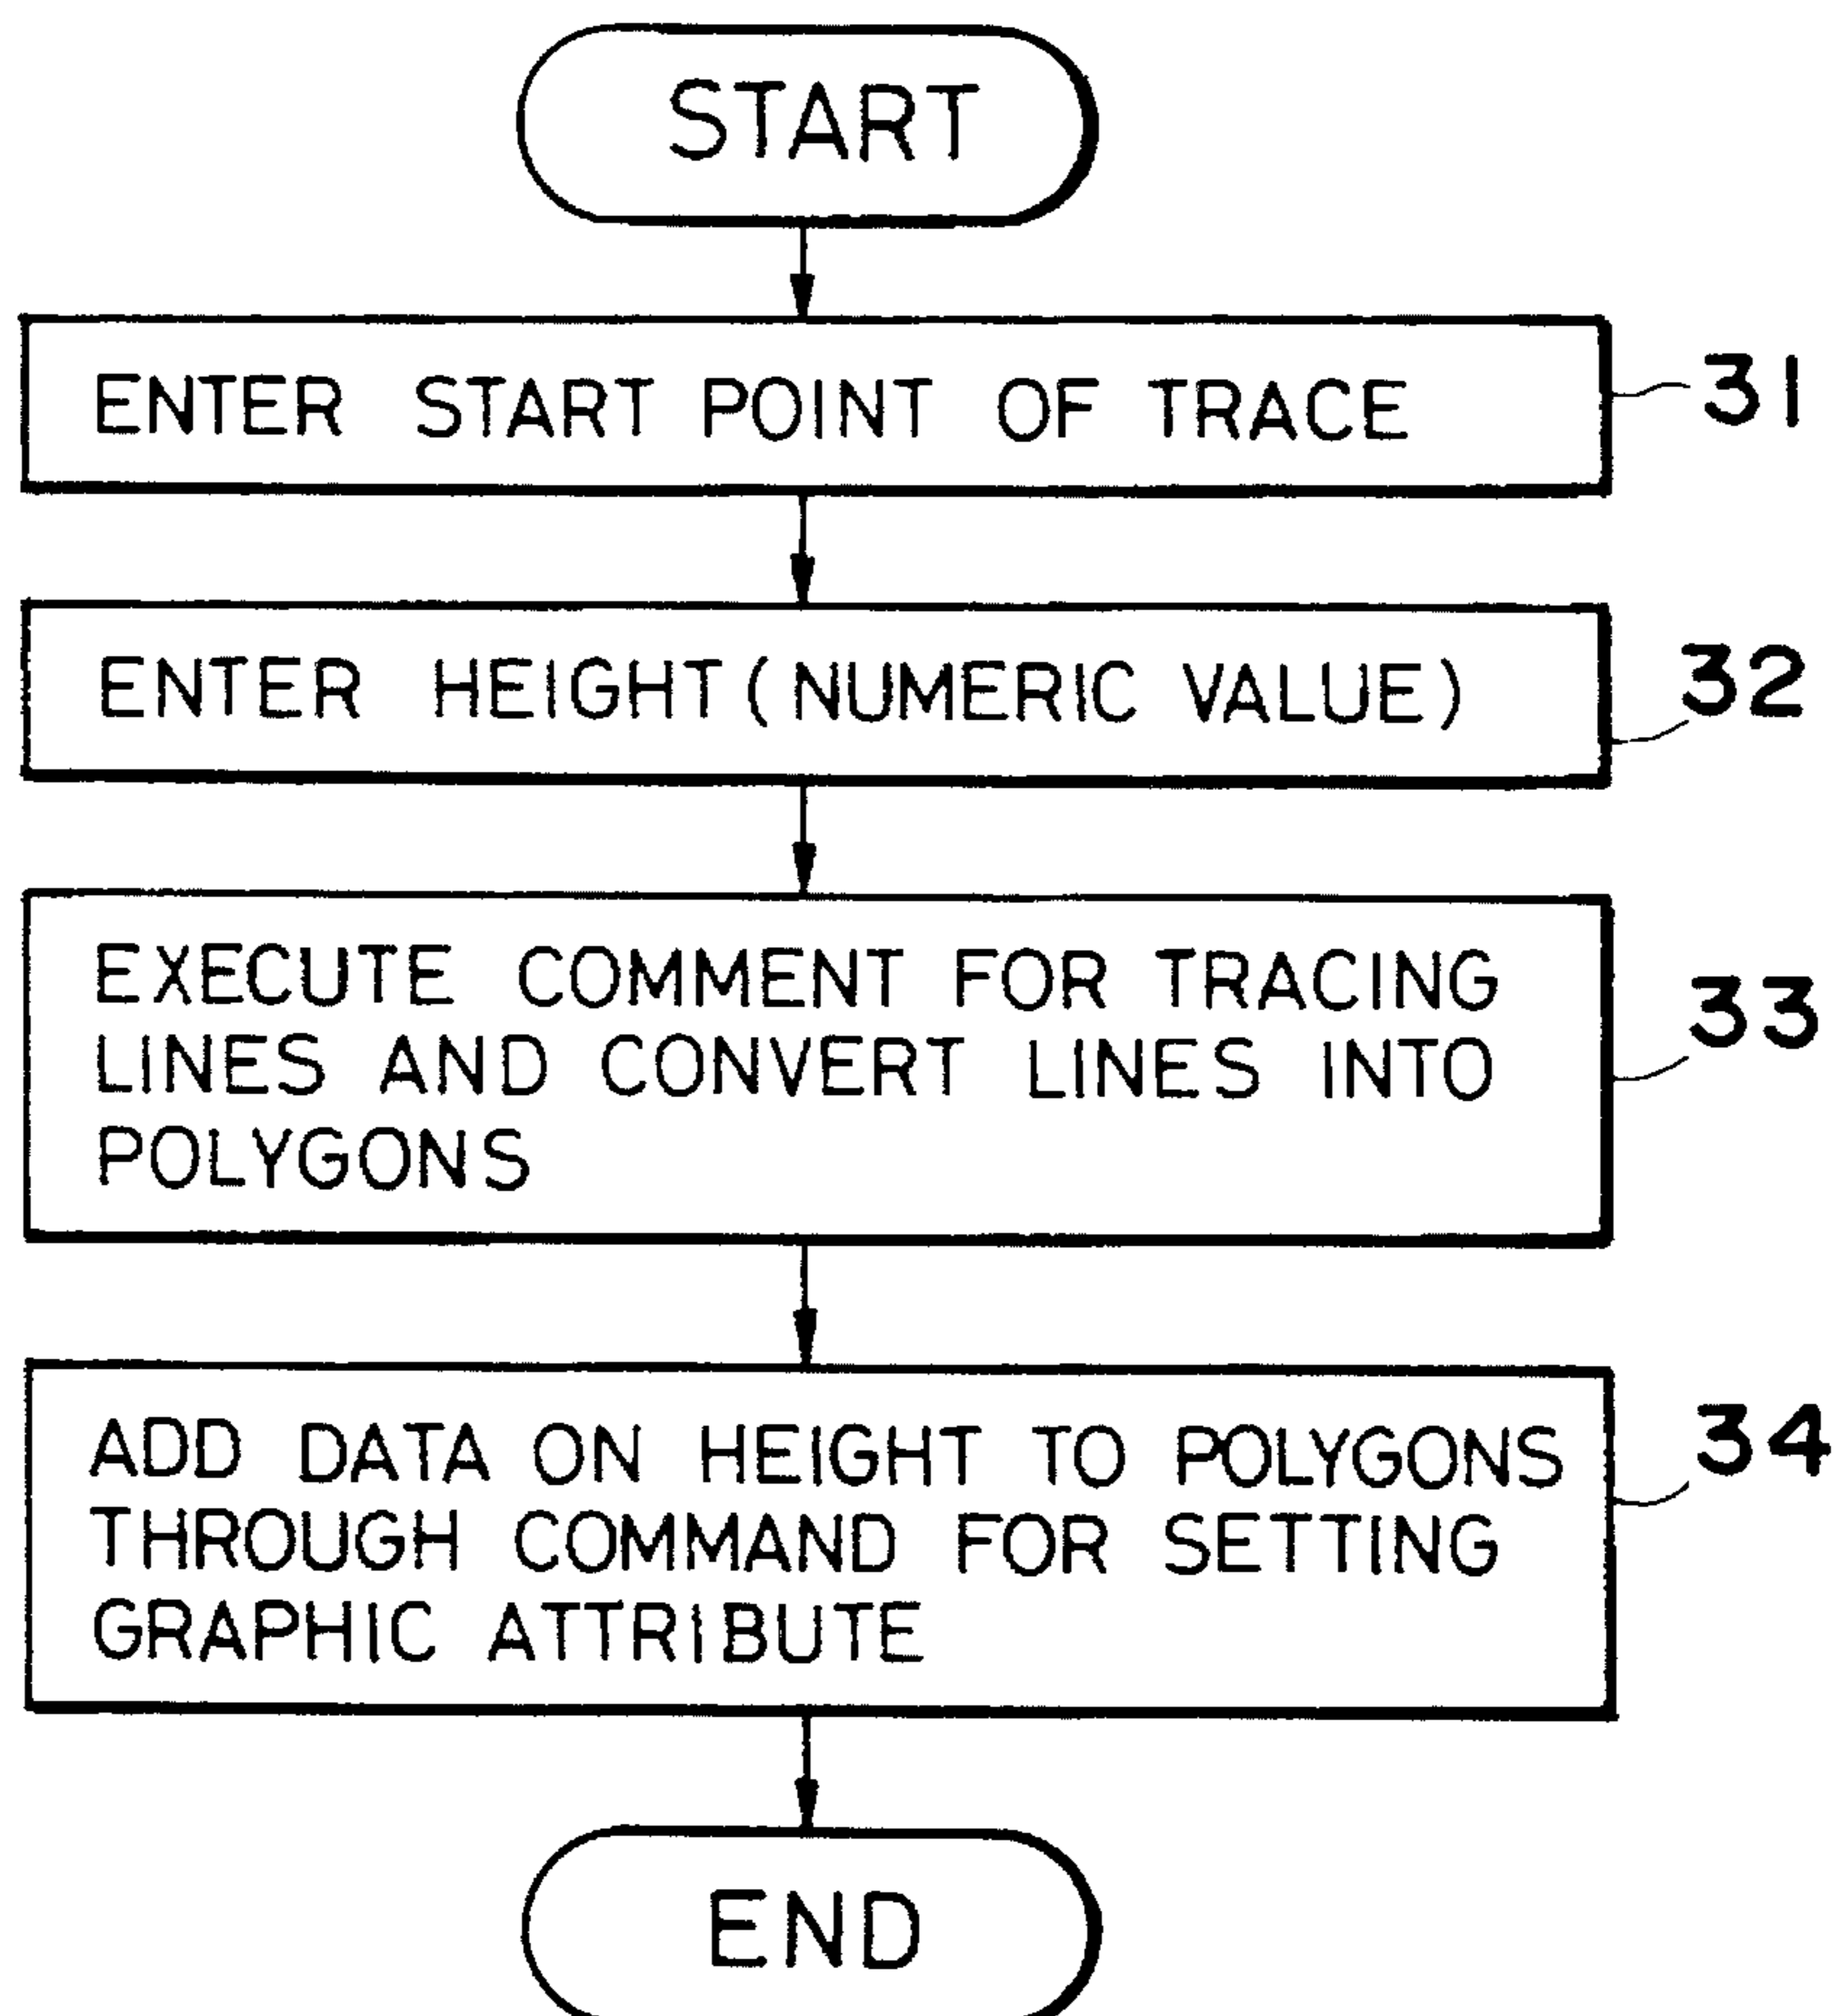 START
ENTER START POINT OF TRACE
31
ENTER HEIGHT (NUMERIC VALUE)
32
EXECUTE COMMENT FOR TRACING
LINES AND CONVERT LINES INTO
POLYGONS
33
ADD DATA ON HEIGHT TO POLYGONS
THROUGH COMMAND FOR SETTING
GRAPHIC ATTRIBUTE
34
END